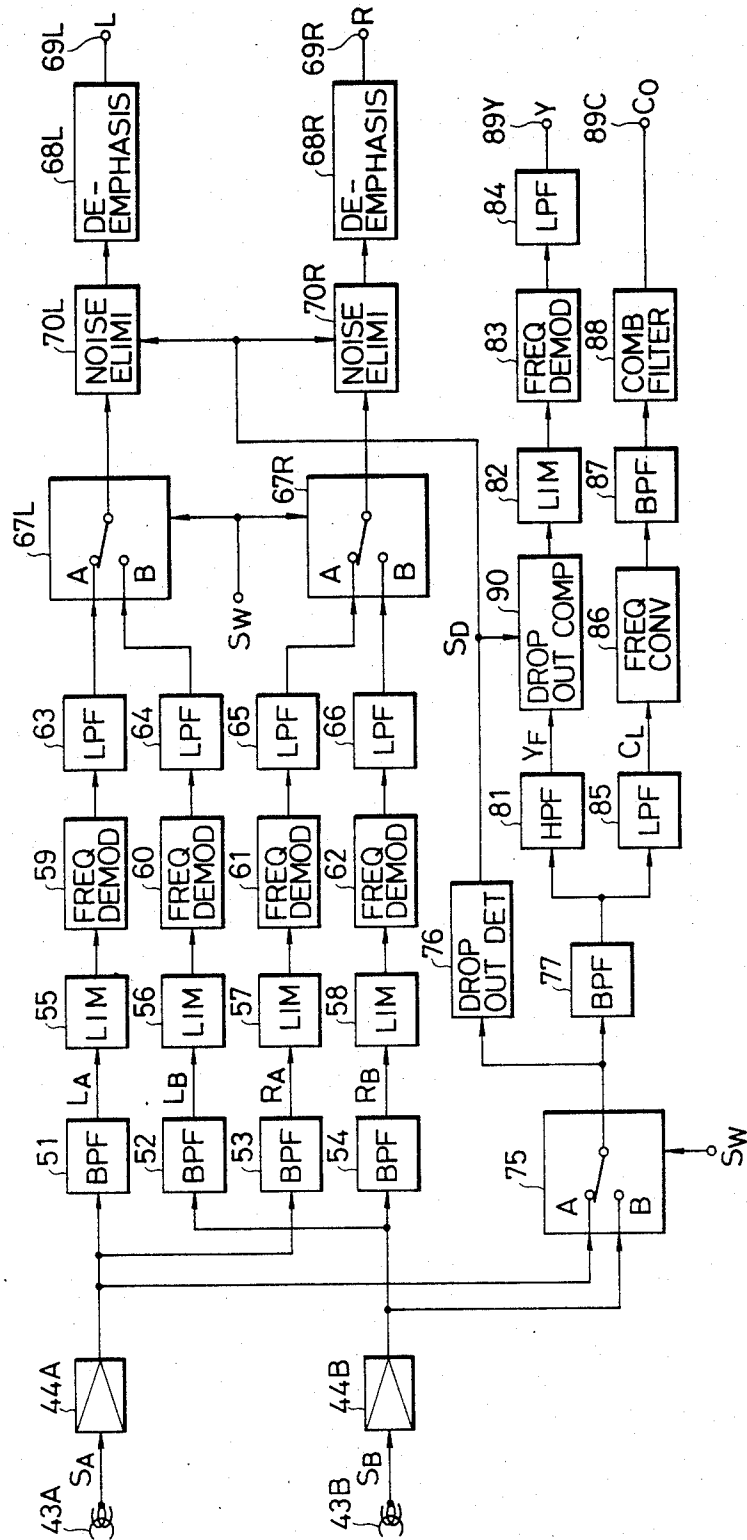 43A
SA
44A
51
BPF
LA
55
LIM
59
FREQ
DEMOD
63
LPF
A
B
67L
70L
NOISE
ELIMI
68L
DE-
EMPHASIS
69L
L
52
BPF
LB
56
LIM
60
FREQ
DEMOD
64
LPF
SW
53
BPF
RA
57
LIM
61
FREQ
DEMOD
65
LPF
A
B
67R
70R
NOISE
ELIMI
68R
DE-
EMPHASIS
69R
R
43B
SB
44B
54
BPF
RB
58
LIM
62
FREQ
DEMOD
66
LPF
76
DROP
OUT DET
SD
75
A
B
SW
77
BPF
81
HPF
YF
90
DROP
OUT COMP
82
LIM
83
FREQ
DEMOD
84
LPF
89Y
Y
85
LPF
CL
86
FREQ
CONV
87
BPF
88
COMB
FILTER
89C
CO